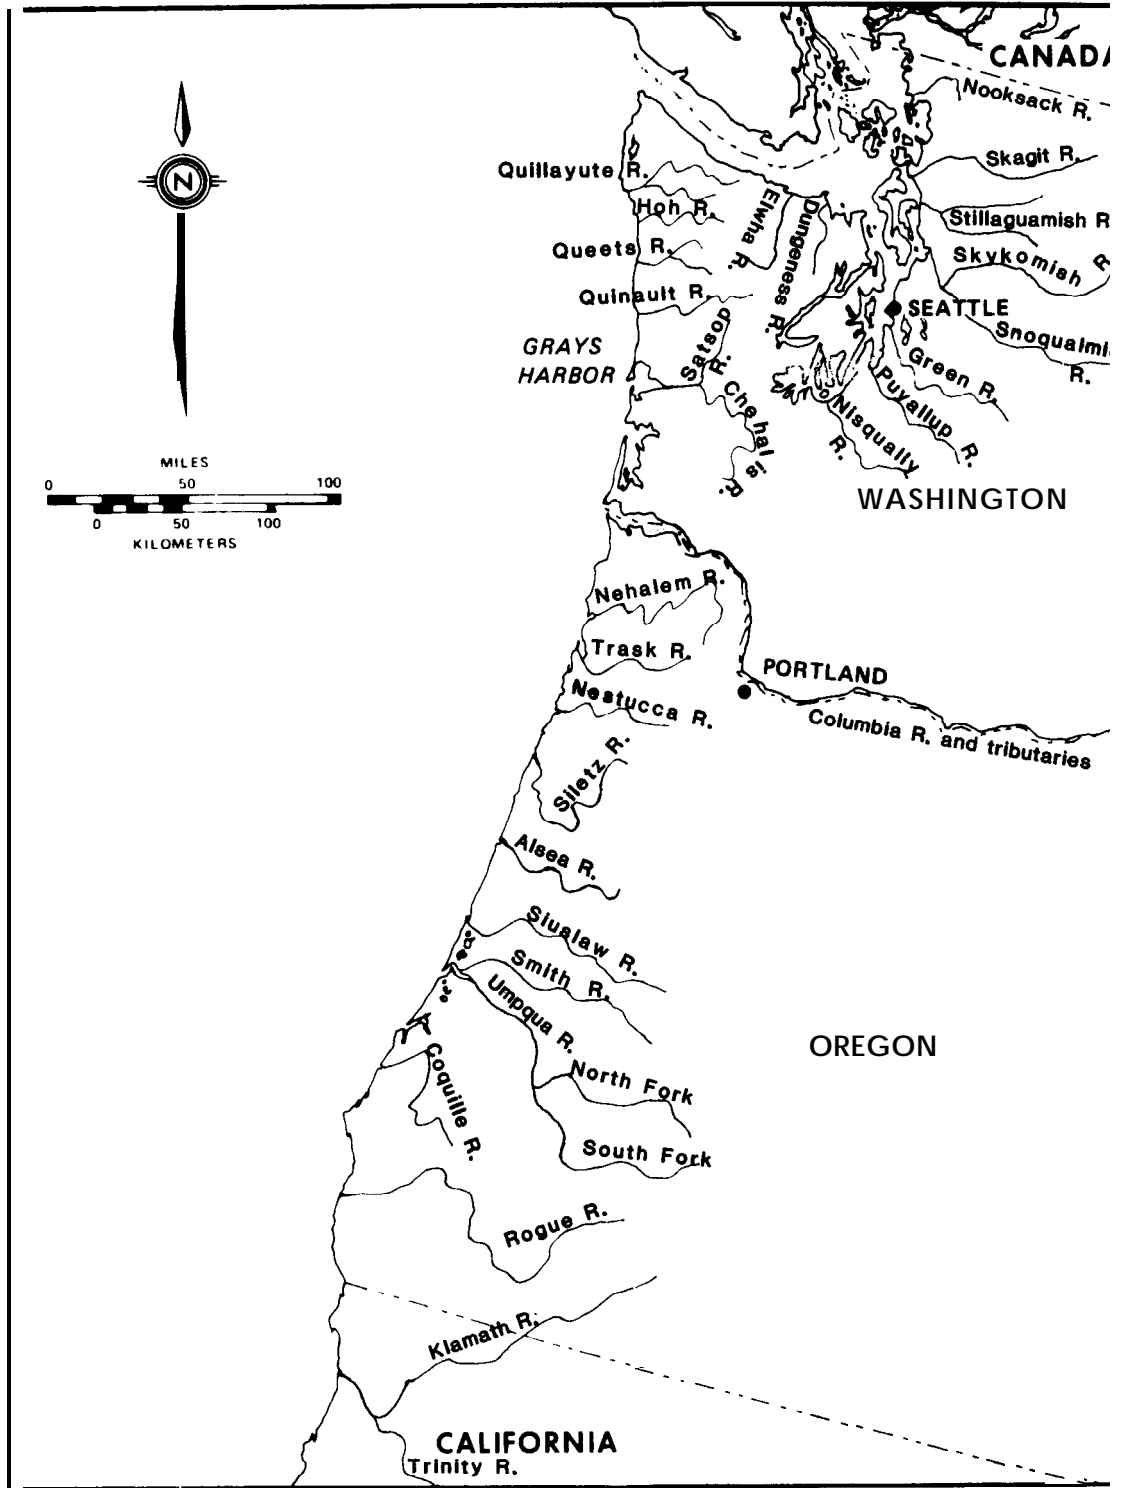 CANADA
Nooksack R.
N
Quillayute R.
Skagit R.
Hoh R.
Elwha R.
Dungeness R.
Stillaguamish R
Queets R.
Skykomish R
Quinault R.
SEATTLE
Snoqualmi
R.
GRAYS
HARBOR
Satsop
R.
Green R.
Puyallup R.
Chehalis R.
Nisqually
R.
MILES
0 50 100
0 50 100
KILOMETERS
WASHINGTON
Nehalem R.
Trask R.
PORTLAND
Nestucca R.
Columbia R. and tributaries
Siletz R.
Alsea R.
Siuslaw R.
Smith R.
Umpqua R.
OREGON
Coquille R.
North Fork
South Fork
Rogue R.
Klamath R.
CALIFORNIA
Trinity R.